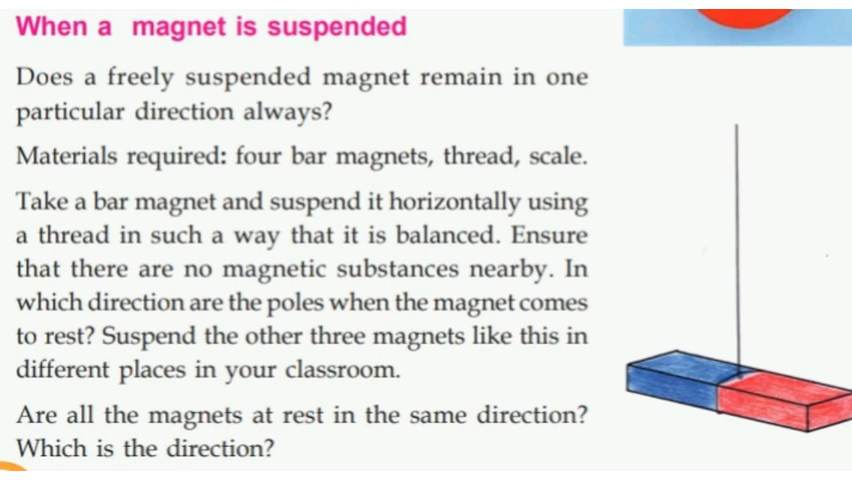 When a magnet is suspended
Does a freely suspended magnet remain in one
particular direction always?
Materials required: four bar magnets, thread, scale.
Take a bar magnet and suspend it horizontally using
a thread in such a way that it is balanced. Ensure
that there are no magnetic substances nearby. In
which direction are the poles when the magnet comes
to rest? Suspend the other three magnets like this in
different places in your classroom.
Are all the magnets at rest in the same direction?
Which is the direction?